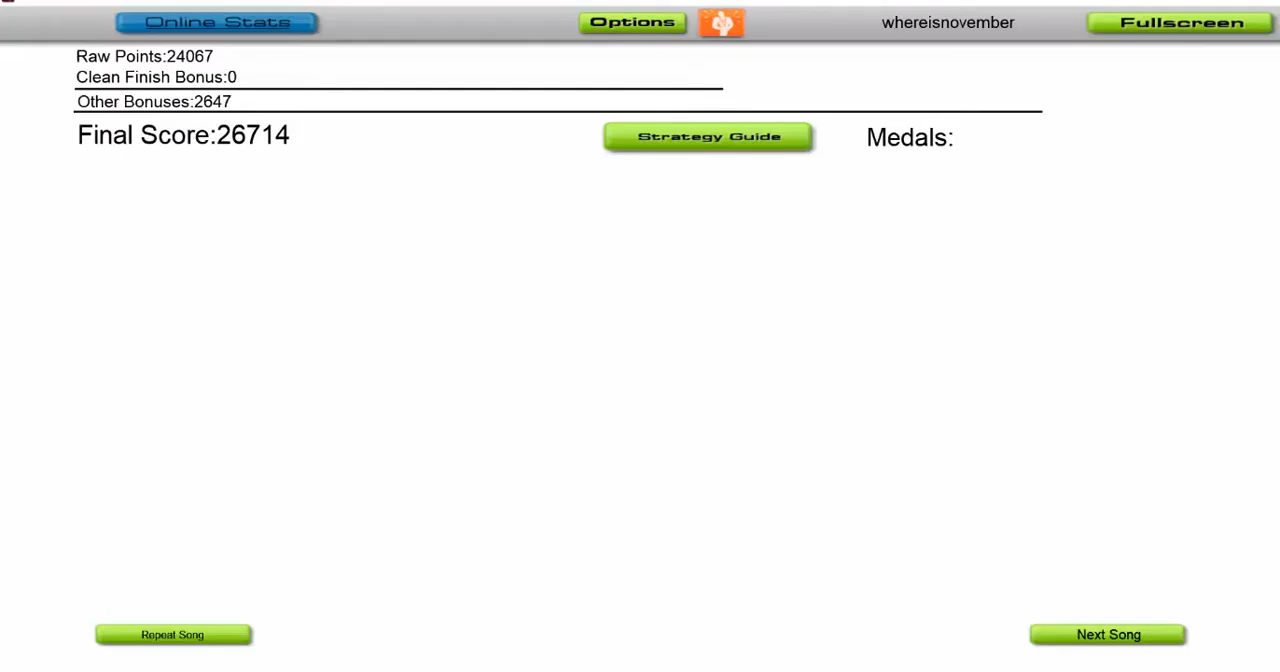 Online Stats Options whereisnovember Fullscreen
Raw Points:24067
Clean Finish Bonus:0
Other Bonuses:2647
Final Score:26714 Strategy Guide Medals:
Repeat Song Next Song